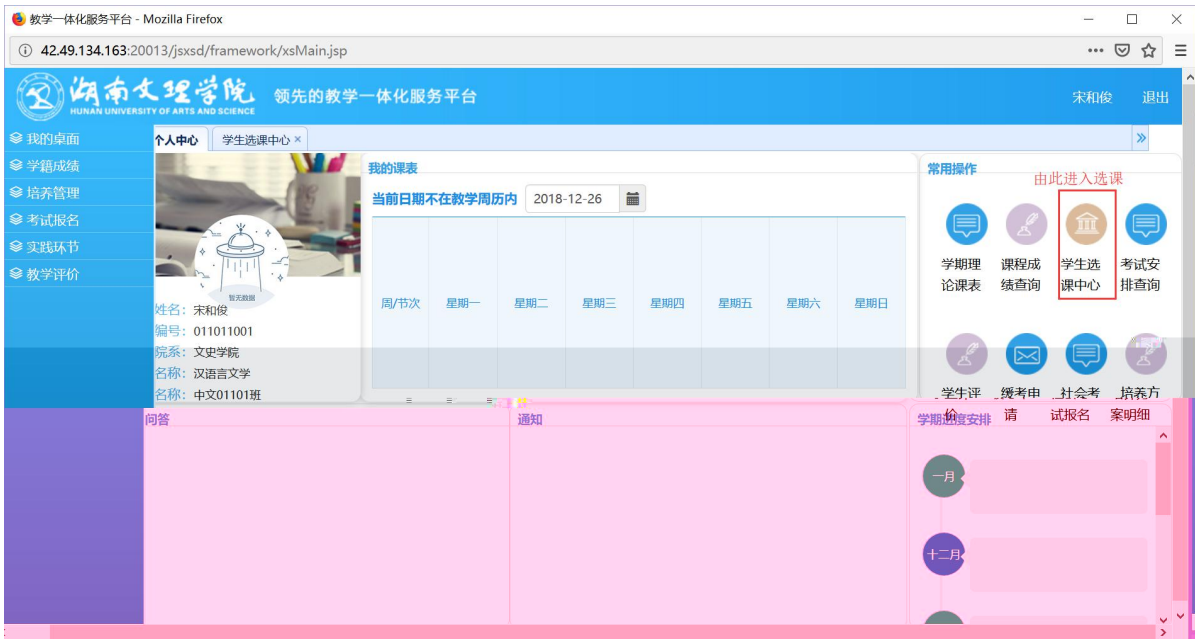 教学一体化服务平台 - Mozilla Firefox
42.49.134.163:20013/jsxsd/framework/xsMain.jsp
湖南文理学院
HUNAN UNIVERSITY OF ARTS AND SCIENCE
领先的教学一体化服务平台
宋和俊 退出
我的桌面
学籍成绩
培养管理
考试报名
实践环节
教学评价
个人中心 学生选课中心 ×
暂无数据
姓名：宋和俊
编号：011011001
院系：文史学院
名称：汉语言文学
名称：中文01101班
我的课表
当前日期不在教学周历内 2018-12-26
周/节次 星期一 星期二 星期三 星期四 星期五 星期六 星期日
常用操作
由此进入选课
学期理论课表
课程成绩查询
学生选课中心
考试安排查询
学生评价
缓考申请
社会考试报名
培养方案明细
问答
通知
学期进度安排
一月
十二月